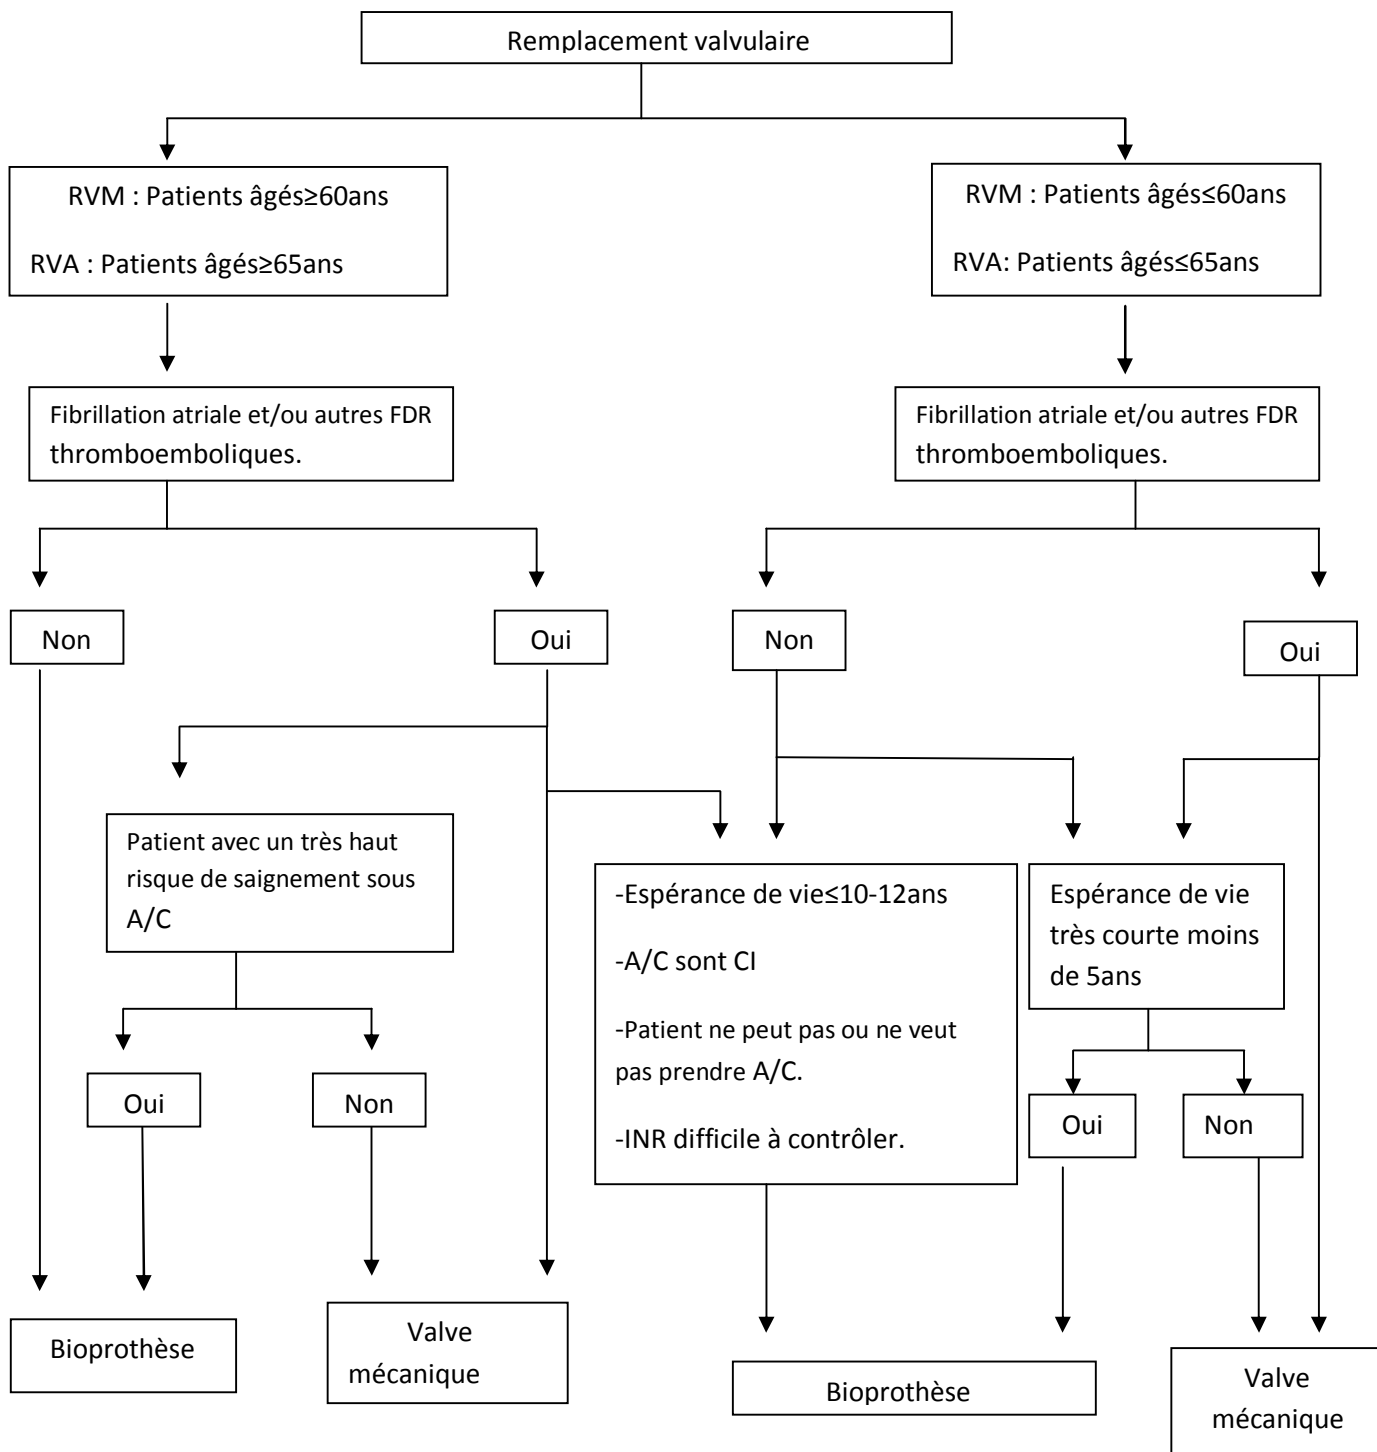 Remplacement valvulaire
RVM : Patients âgés≥60ans
RVA : Patients âgés≥65ans
RVM : Patients âgés≤60ans
RVA: Patients âgés≤65ans
Fibrillation atriale et/ou autres FDR
thromboemboliques.
Fibrillation atriale et/ou autres FDR
thromboemboliques.
Non
Oui
Non
Oui
Patient avec un très haut
risque de saignement sous
A/C
-Espérance de vie≤10-12ans
-A/C sont CI
-Patient ne peut pas ou ne veut
pas prendre A/C.
-INR difficile à contrôler.
Espérance de vie
très courte moins
de 5ans
Oui
Non
Oui
Non
Bioprothèse
Valve
mécanique
Bioprothèse
Valve
mécanique